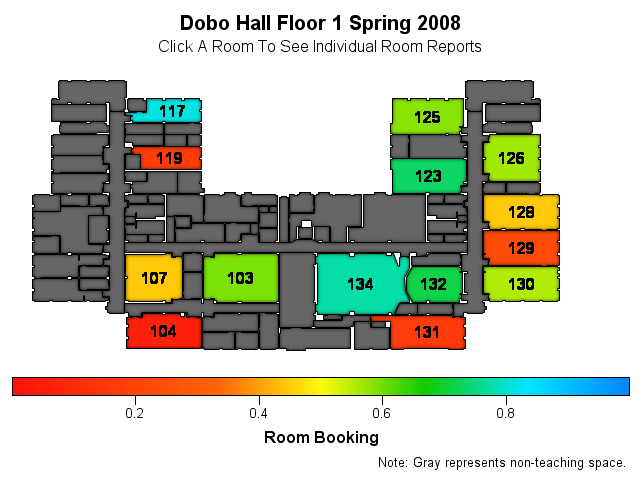 Dobo Hall Floor 1 Spring 2008
Click A Room To See Individual Room Reports
117
125
119
126
123
128
129
107
103
134
132
130
104
131
0.2 0.4 0.6 0.8
Room Booking
Note: Gray represents non-teaching space.